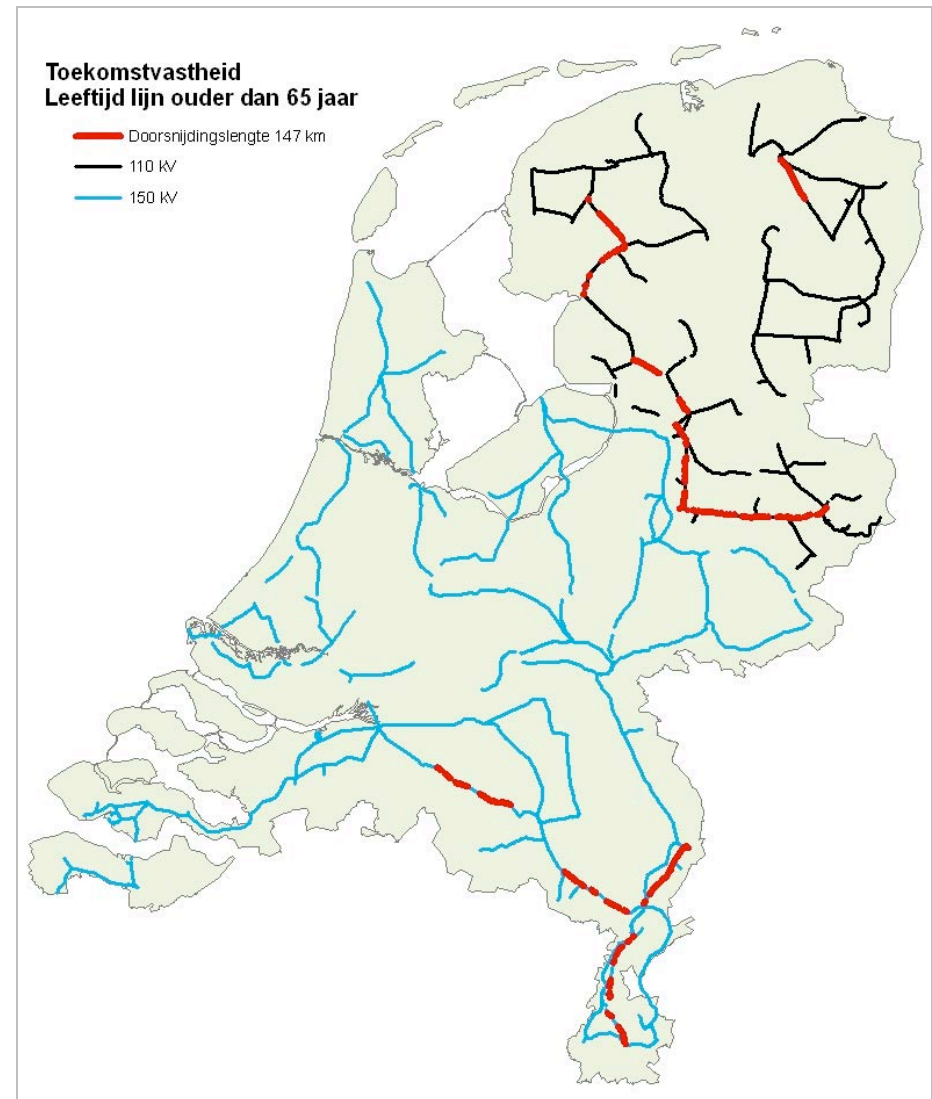 Toekomstvastheid
Leeftijd lijn ouder dan 65 jaar
Doorsnijdingslengte 147 km
110 kV
150 kV